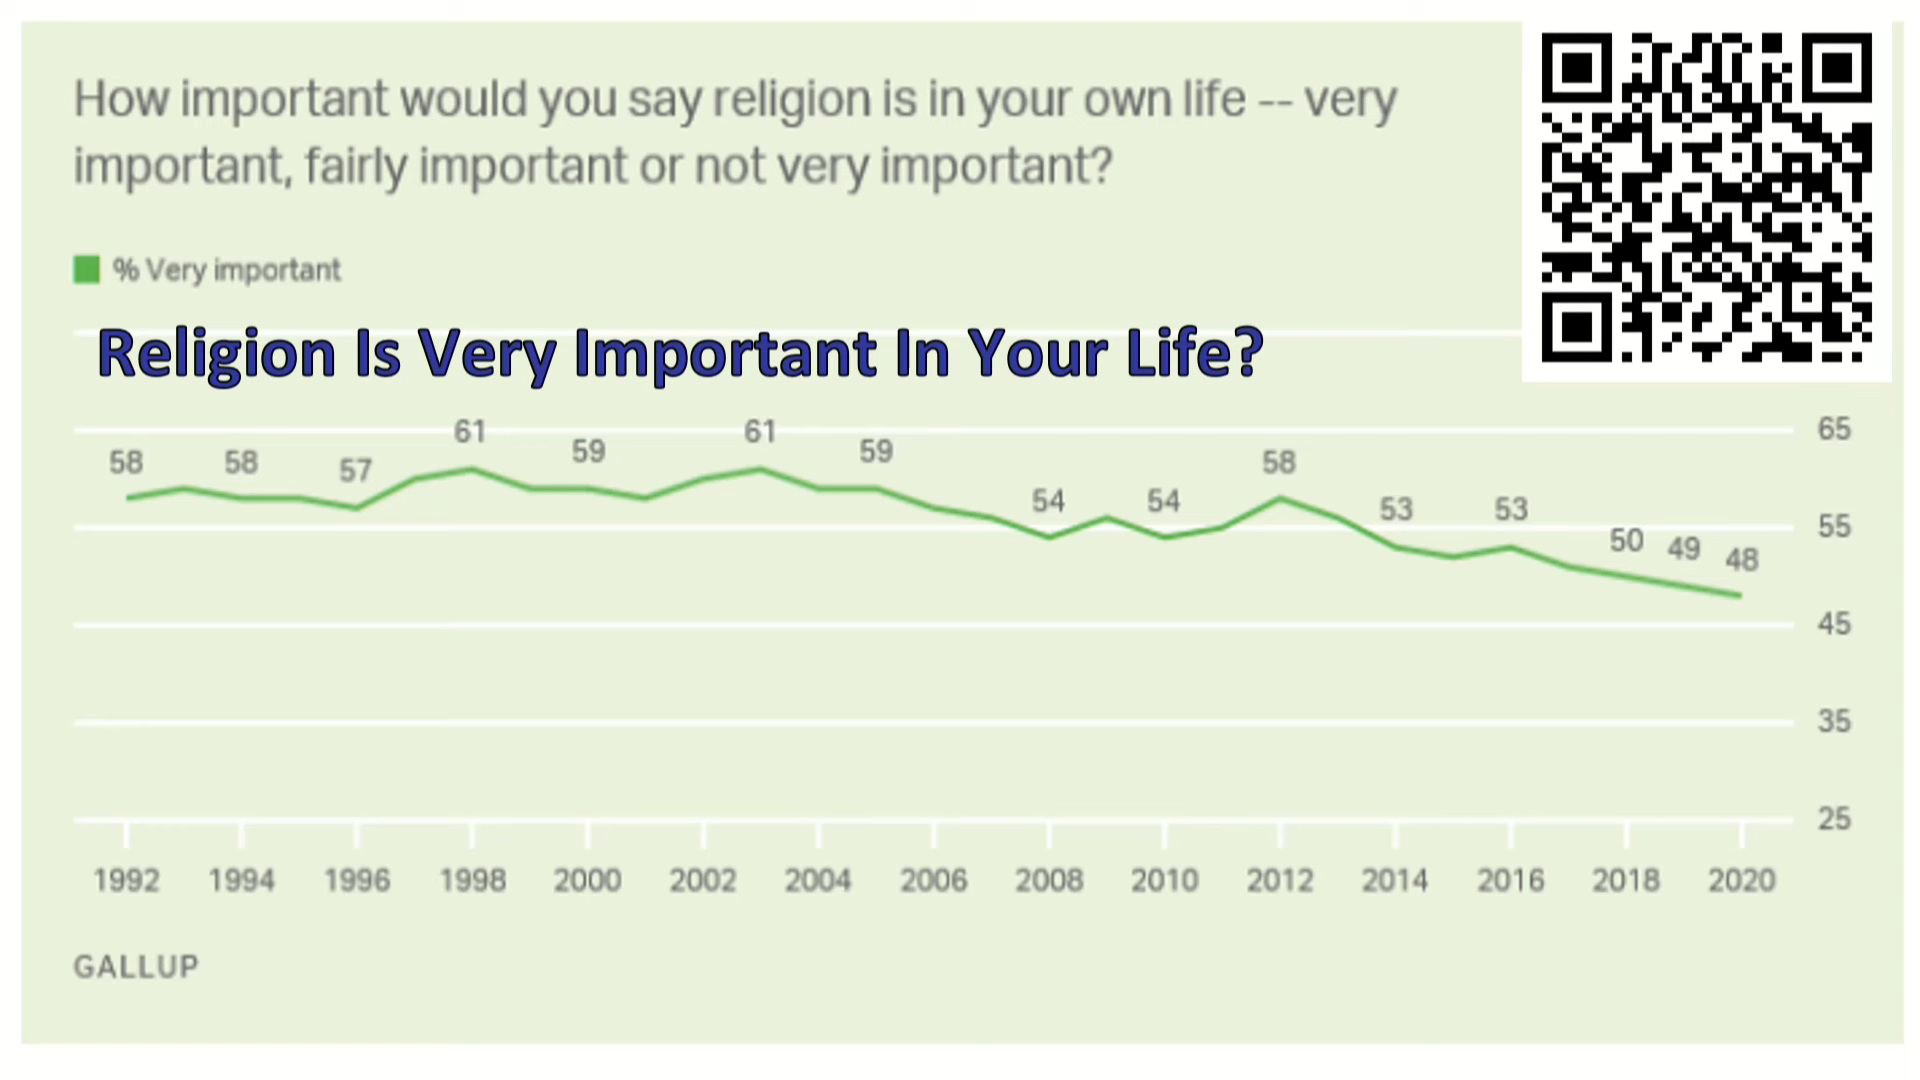 How important would you say religion is in your own life -- very
important, fairly important or not very important?
% Very important
Religion Is Very Important In Your Life?
58 58 57 61 59 61 59 54 54 58 53 53 50 49 48
65
55
45
35
25
1992 1994 1996 1998 2000 2002 2004 2006 2008 2010 2012 2014 2016 2018 2020
GALLUP